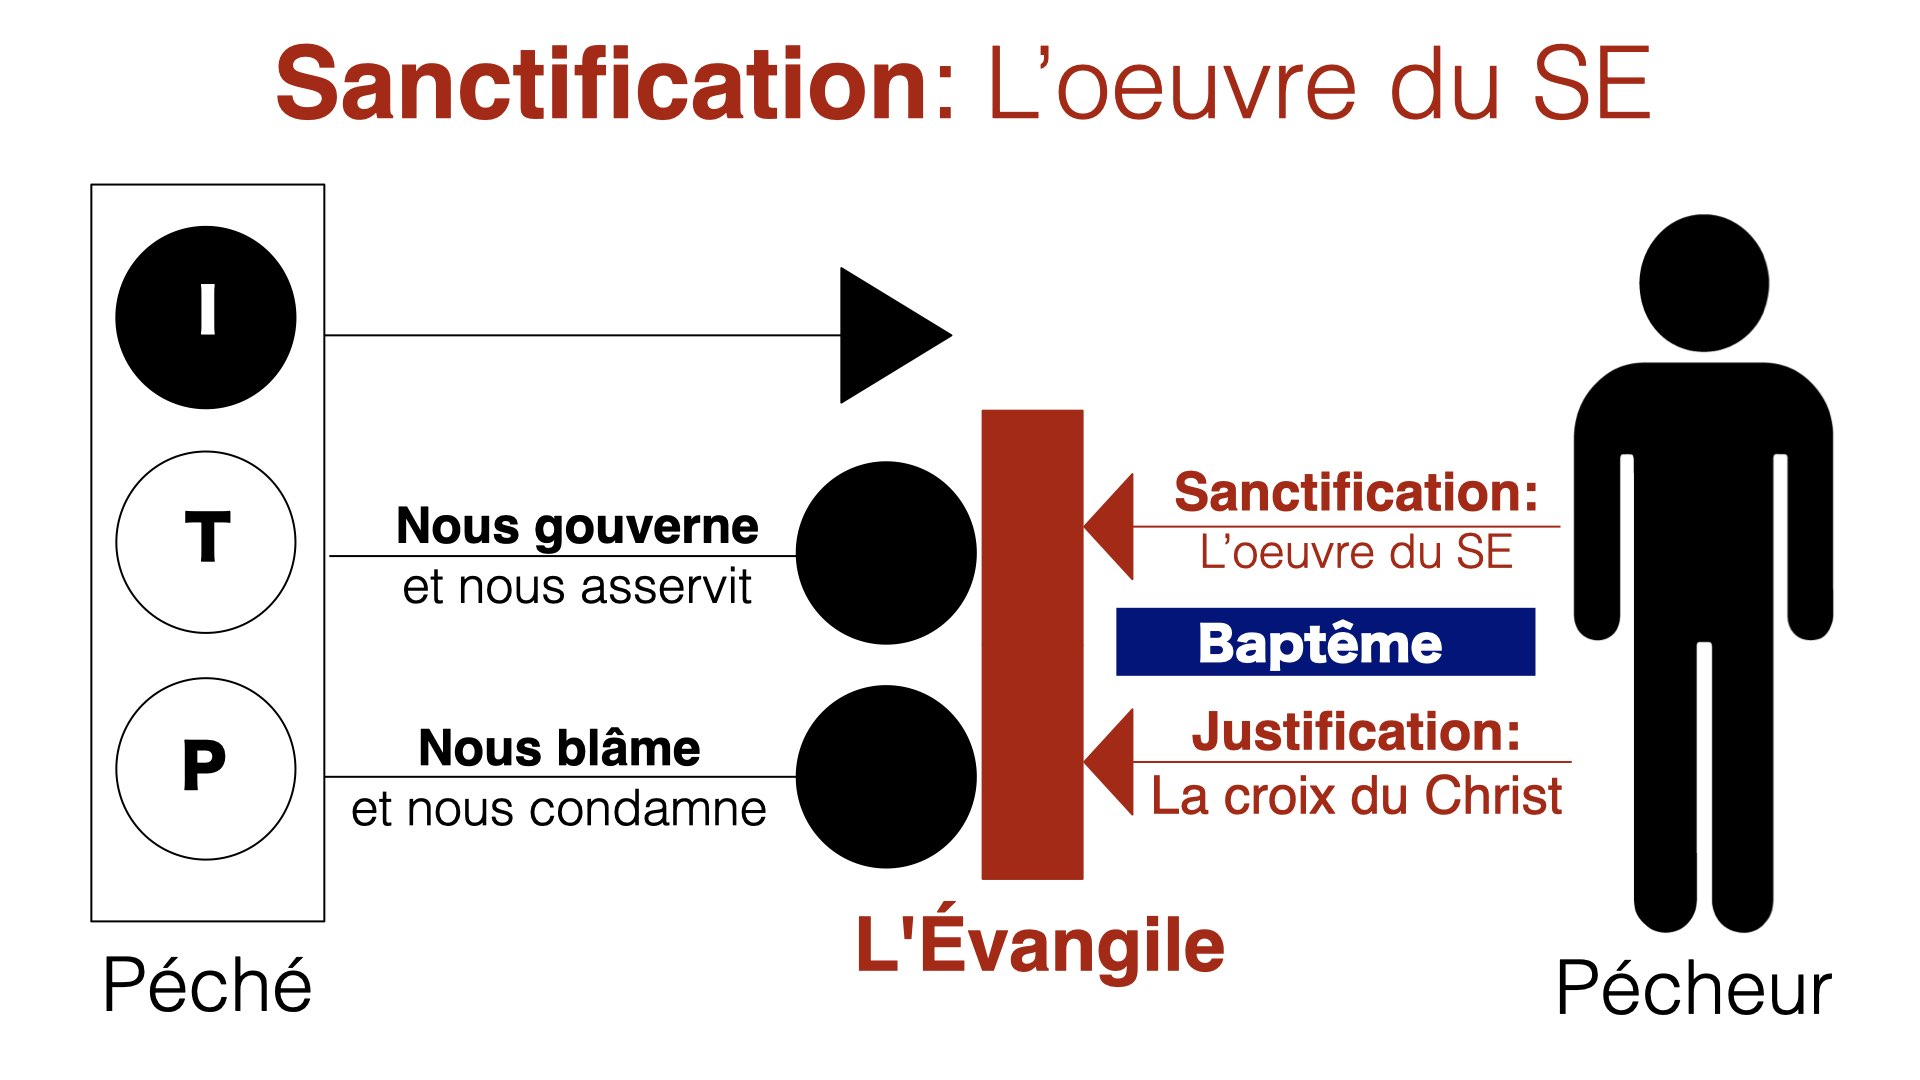 Sanctification: L’oeuvre du SE
I
T
Nous gouverne
et nous asservit
P
Nous blâme
et nous condamne
Sanctification:
L’oeuvre du SE
Baptême
Justification:
La croix du Christ
L'Évangile
Péché
Pécheur